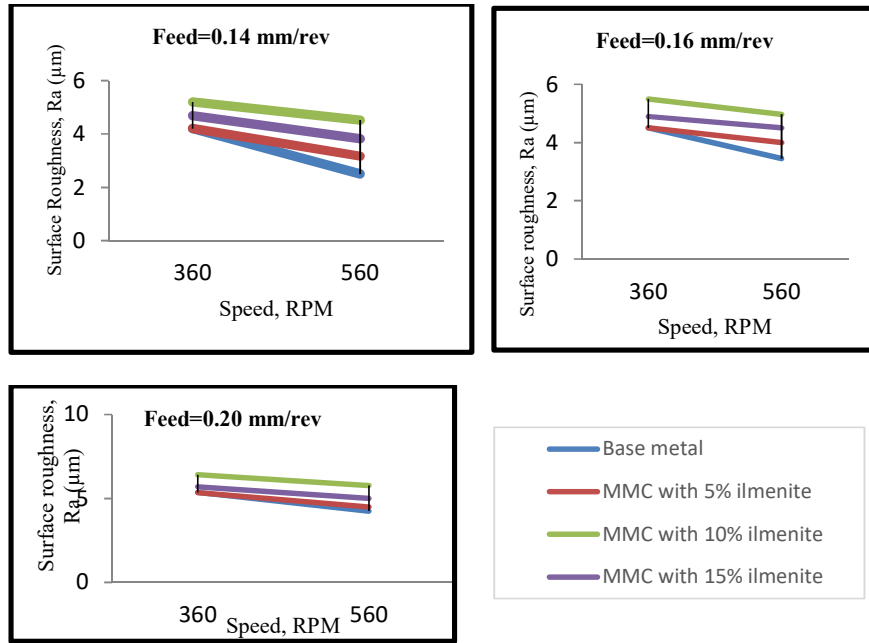 Feed=0.14 mm/rev
Surface Roughness, Ra (µm)
6
4
2
0
360 560
Speed, RPM
Feed=0.16 mm/rev
Surface roughness, Ra (µm)
6
4
2
0
360 560
Speed, RPM
Feed=0.20 mm/rev
Surface roughness,
Ra (µm)
10
5
0
360 560
Speed, RPM
Base metal
MMC with 5% ilmenite
MMC with 10% ilmenite
MMC with 15% ilmenite